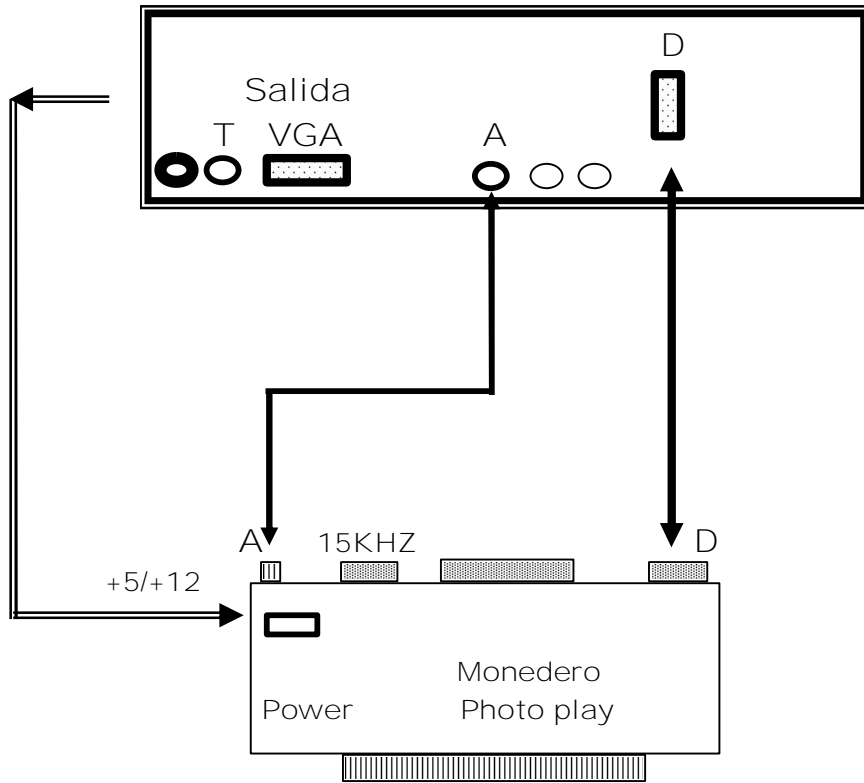 D
Salida
T VGA A
A 15KHZ D
+5/+12
Monedero
Power Photo play